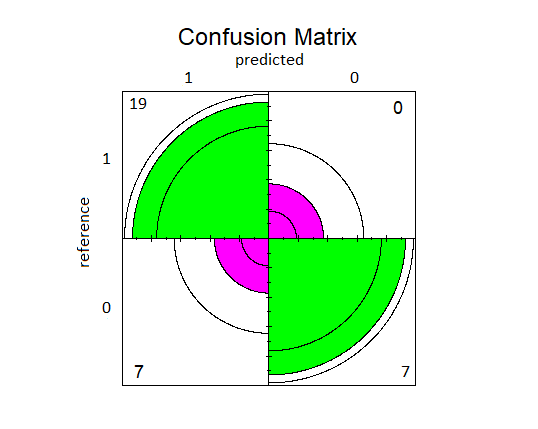 Confusion Matrix
predicted
1 0
19 0
1
reference
0
7 7